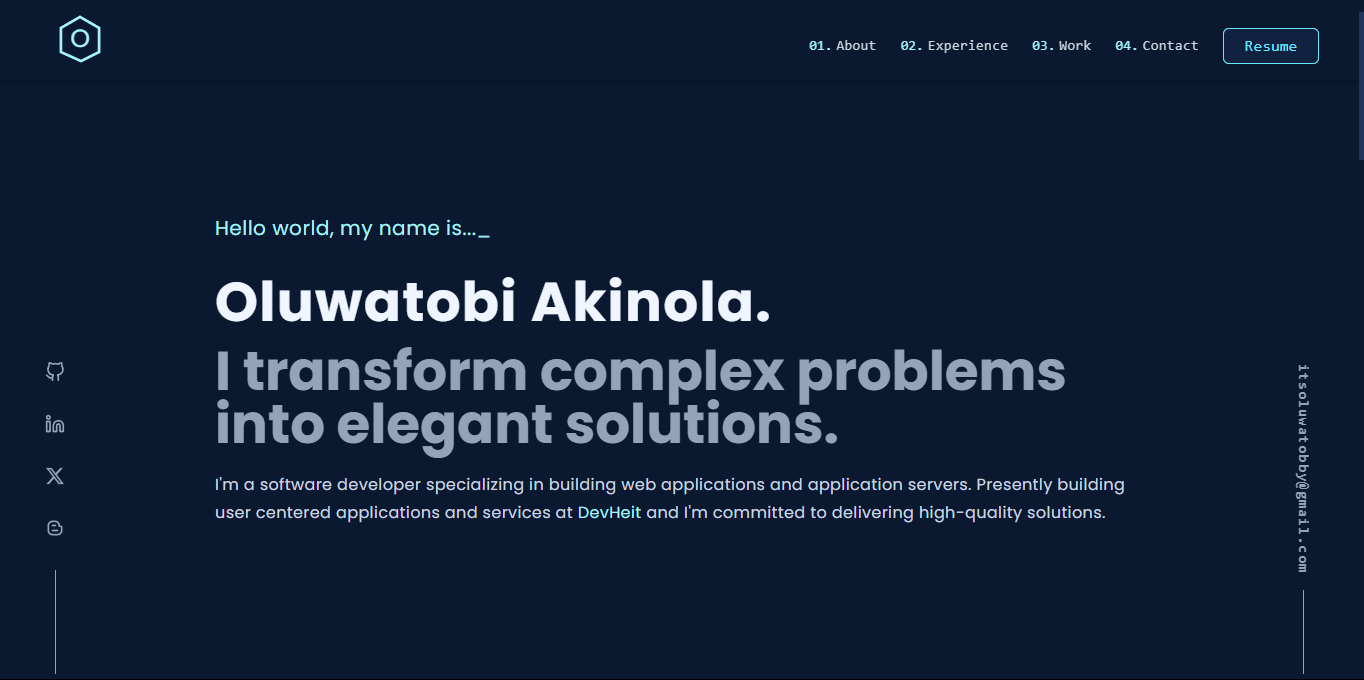 O
01. About 02. Experience 03. Work 04. Contact Resume
Hello world, my name is..._
Oluwatobi Akinola.
I transform complex problems
into elegant solutions.
I'm a software developer specializing in building web applications and application servers. Presently building
user centered applications and services at DevHeit and I'm committed to delivering high-quality solutions.
itsoluwatobby@gmail.com